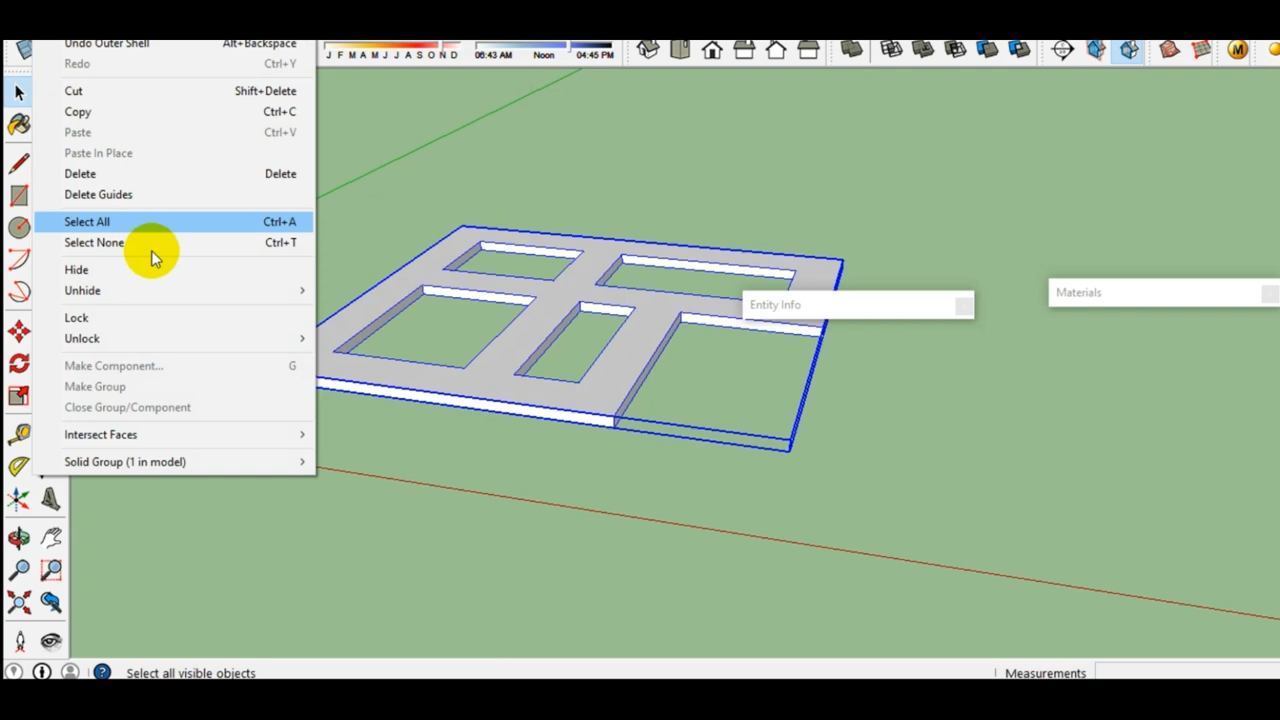 Undo Outer Shell Alt+Backspace
J F M A M J J A S O N D 06:43 AM Noon 04:45 PM
Redo Ctrl+Y
Cut Shift+Delete
Copy Ctrl+C
Paste Ctrl+V
Paste In Place
Delete Delete
Delete Guides
Select All Ctrl+A
Select None Ctrl+T
Hide
Unhide
Lock
Unlock
Make Component... G
Make Group
Close Group/Component
Intersect Faces
Solid Group (1 in model)
Entity Info
Materials
M
Select all visible objects
Measurements